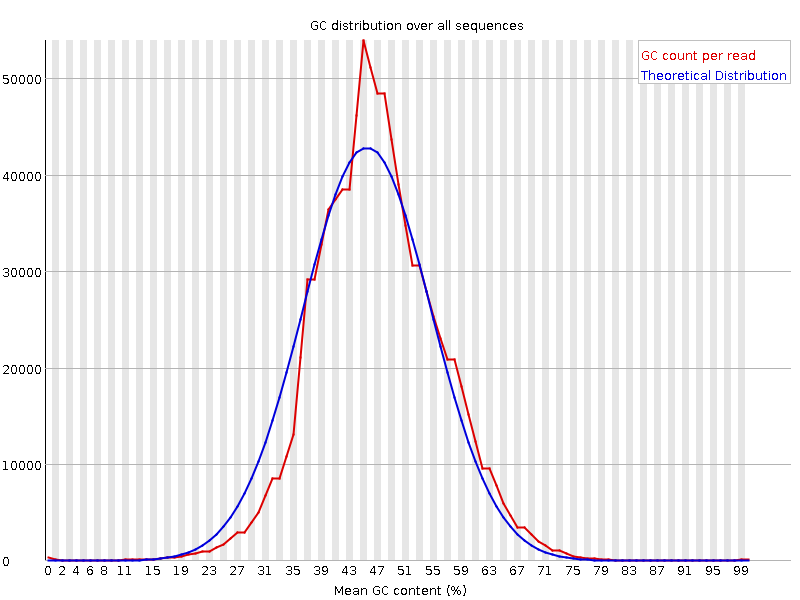 GC distribution over all sequences
GC count per read
Theoretical Distribution
50000
40000
30000
20000
10000
0
0 2 4 6 8 11 15 19 23 27 31 35 39 43 47 51 55 59 63 67 71 75 79 83 87 91 95 99
Mean GC content (%)